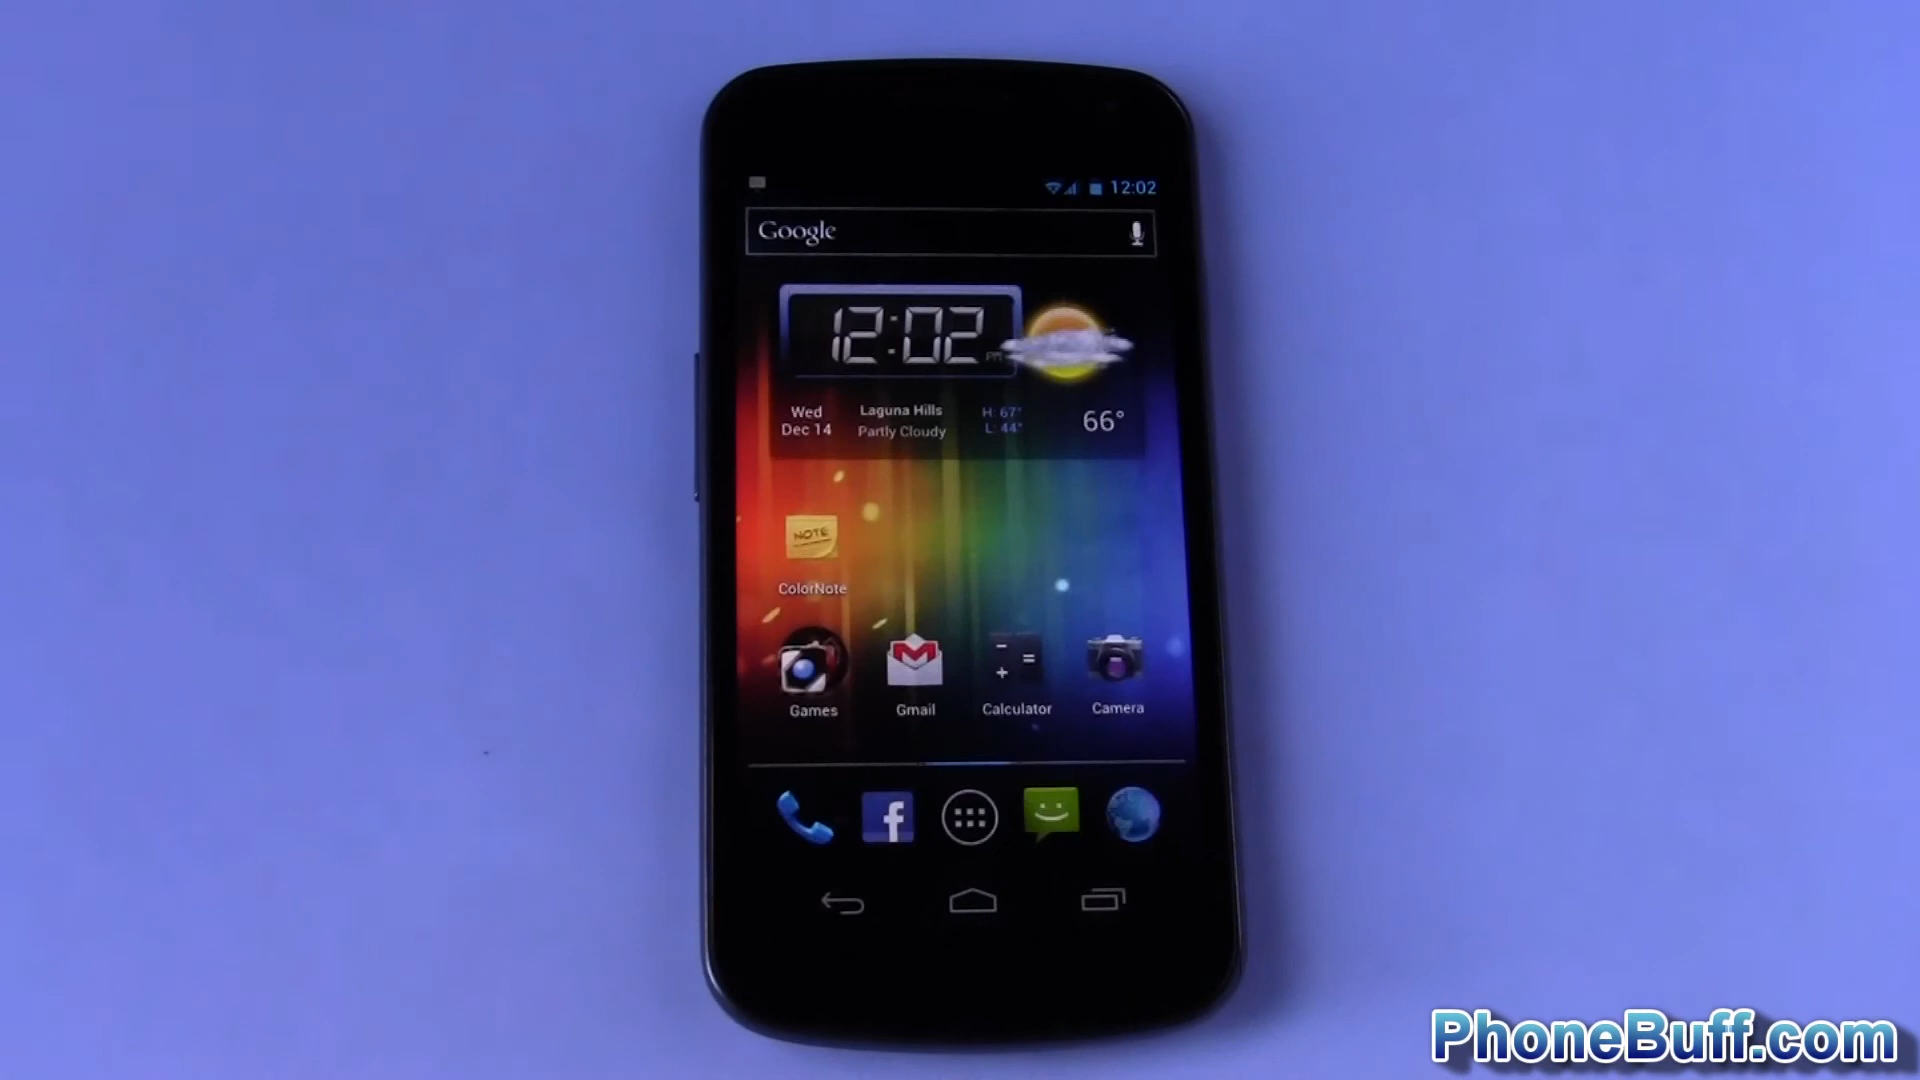 12:02
Google
12:02
PM
Wed
Dec 14
Laguna Hills
Partly Cloudy
H: 67°
L: 44°
66°
NOTE
ColorNote
Games
Gmail
Calculator
Camera
PhoneBuff.com